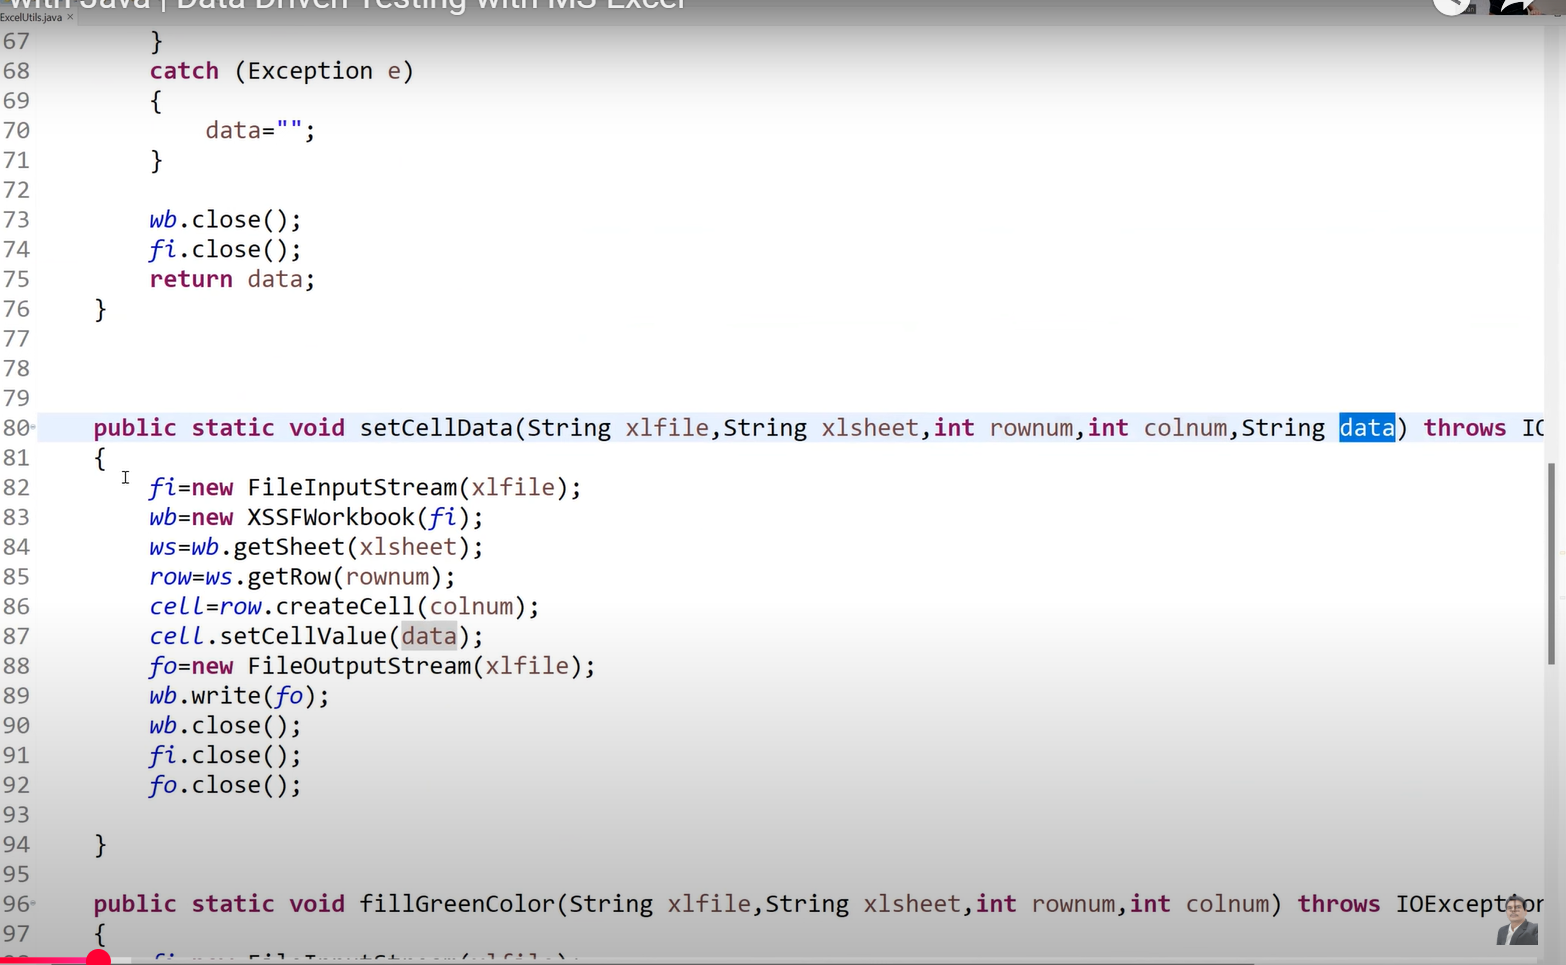 with Java | Data Driven Testing with MS Excel
ExcelUtils.java
67 }
68 catch (Exception e)
69 {
70 data="";
71 }
72
73 wb.close();
74 fi.close();
75 return data;
76 }
77
78
79
80 public static void setCellData(String xlfile,String xlsheet,int rownum,int colnum,String data) throws IO
81 {
82 fi=new FileInputStream(xlfile);
83 wb=new XSSFWorkbook(fi);
84 ws=wb.getSheet(xlsheet);
85 row=ws.getRow(rownum);
86 cell=row.createCell(colnum);
87 cell.setCellValue(data);
88 fo=new FileOutputStream(xlfile);
89 wb.write(fo);
90 wb.close();
91 fi.close();
92 fo.close();
93
94 }
95
96 public static void fillGreenColor(String xlfile,String xlsheet,int rownum,int colnum) throws IOException
97 {